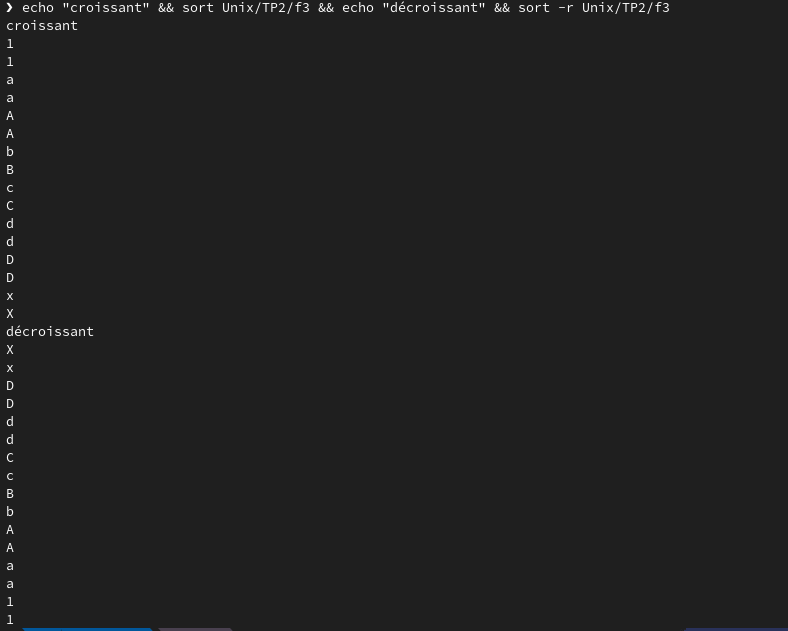 ❯ echo "croissant" && sort Unix/TP2/f3 && echo "décroissant" && sort -r Unix/TP2/f3
croissant
1
1
a
a
A
A
b
B
c
C
d
d
D
D
x
X
décroissant
X
x
D
D
d
d
C
c
B
b
A
A
a
a
1
1